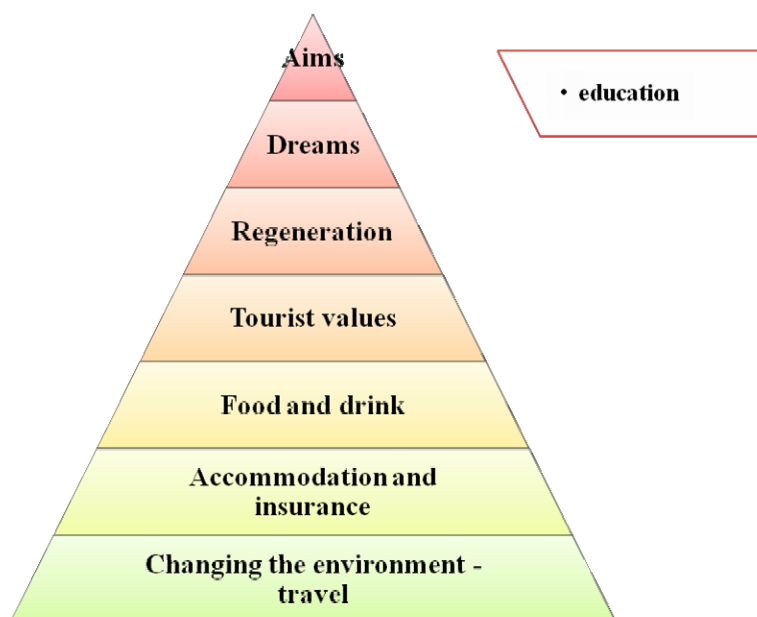 Aims
• education
Dreams
Regeneration
Tourist values
Food and drink
Accommodation and
insurance
Changing the environment -
travel